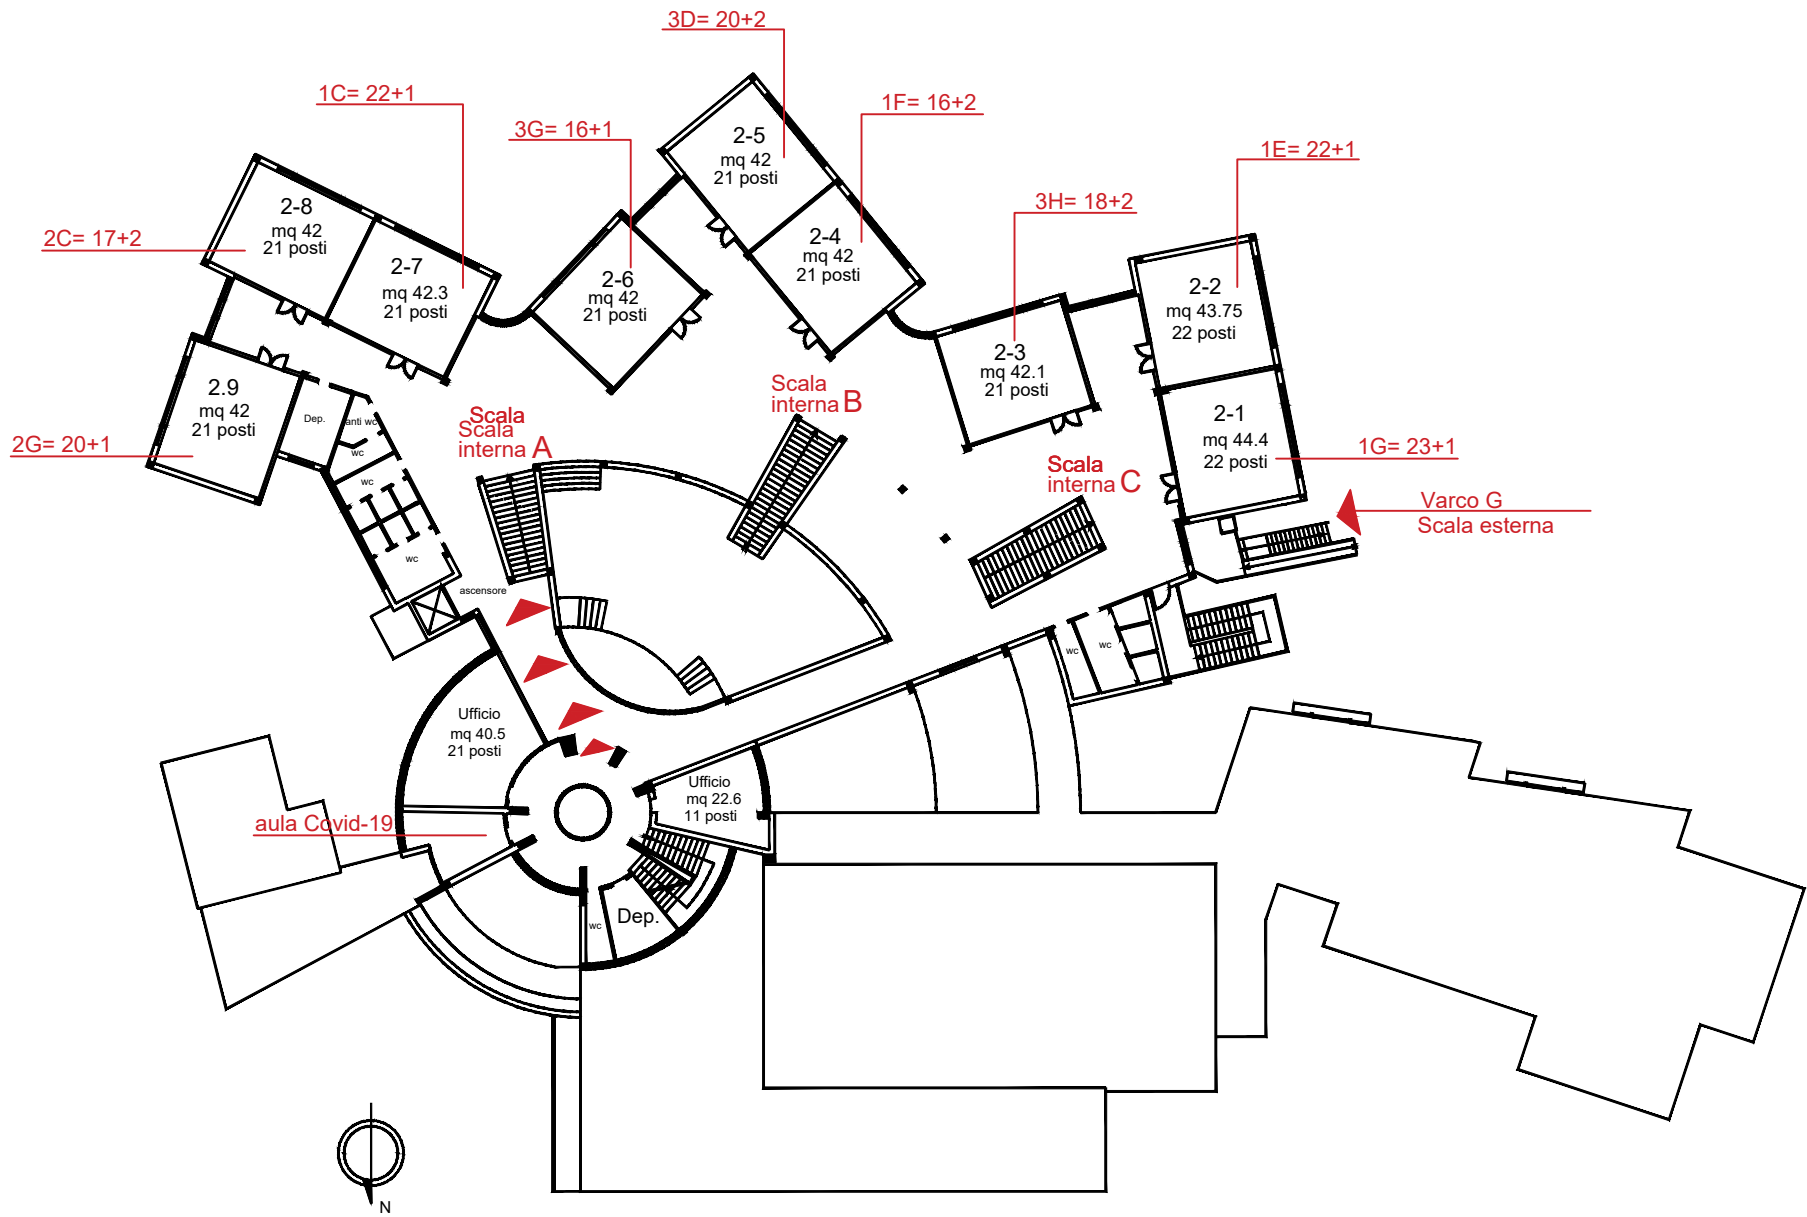 3D= 20+2
1C= 22+1
1F= 16+2
3G= 16+1
1E= 22+1
2-5
mq 42
21 posti
3H= 18+2
2C= 17+2
2-8
mq 42
21 posti
2-4
mq 42
21 posti
2-7
mq 42.3
21 posti
2-6
mq 42
21 posti
2-2
mq 43.75
22 posti
2-3
mq 42.1
21 posti
2.9
mq 42
21 posti
2G= 20+1
Dep.
anti wc
wc
wc
wc
Scala
Scala
interna A
Scala
interna B
Scala
interna C
2-1
mq 44.4
22 posti
1G= 23+1
Varco G
Scala esterna
ascensore
wc
wc
Ufficio
mq 40.5
21 posti
Ufficio
mq 22.6
11 posti
aula Covid-19
wc
Dep.
N